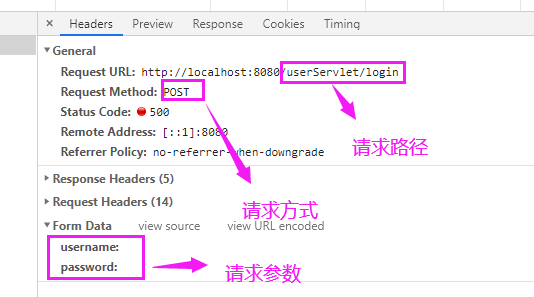 × Headers Preview Response Cookies Timing
▼ General
Request URL: http://localhost:8080/userServlet/login
Request Method: POST
Status Code: 500
Remote Address: [::1]:8080
Referrer Policy: no-referrer-when-downgrade
请求路径
► Response Headers (5)
► Request Headers (14)
请求方式
▼ Form Data view source view URL encoded
username:
password:
请求参数